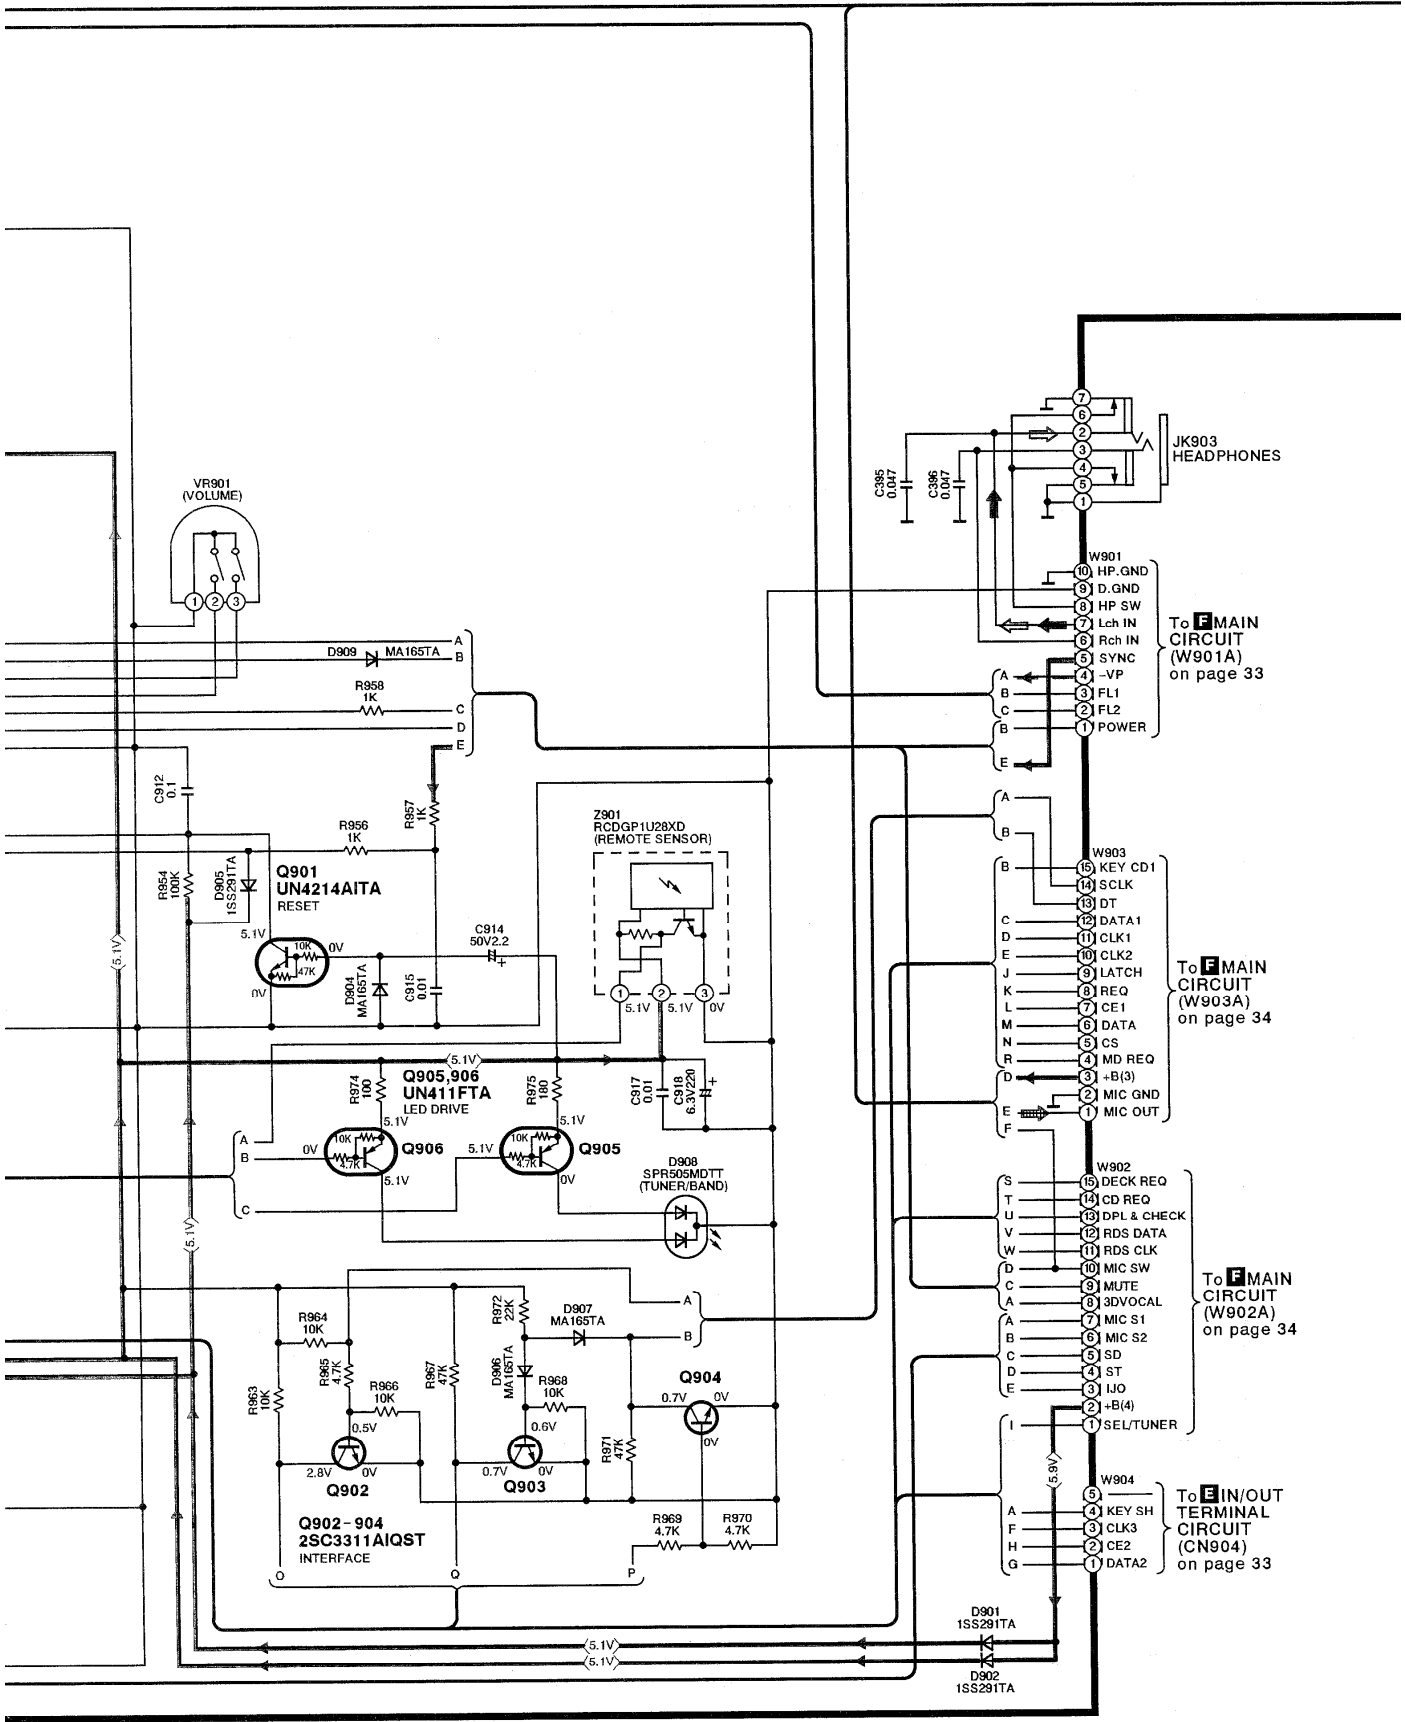 7
6
2
3
4
5
1
JK903
HEADPHONES
C395
0.047
C396
0.047
VR901
(VOLUME)
1 2 3
W901
10 HP.GND
9 D.GND
8 HP SW
7 Lch IN
6 Rch IN
5 SYNC
A 4 -VP
B 3 FL1
C 2 FL2
B 1 POWER
E
To F MAIN
CIRCUIT
(W901A)
on page 33
A
D909 MA165TA B
R958
1K
C
D
E
C912
0.1
R957
1K
R956
1K
R954
100K
D905
1SS291TA
Q901
UN4214AITA
RESET
5.1V
10K
0V
47K
0V
D904
MA165TA
C914
50V2.2
+
C915
0.01
Z901
RCDGP1U28XD
(REMOTE SENSOR)
1 2 3
5.1V 5.1V 0V
5.1V
5.1V
A
B
W903
B 15 KEY CD1
14 SCLK
13 DT
C 12 DATA1
D 11 CLK1
E 10 CLK2
J 9 LATCH
K 8 REQ
L 7 CE1
M 6 DATA
N 5 CS
R 4 MD REQ
D 3 +B(3)
2 MIC GND
E 1 MIC OUT
F
To F MAIN
CIRCUIT
(W903A)
on page 34
R974
100
Q905,906
UN411FTA
LED DRIVE
R975
180
C917
0.01
C918
6.3V220
+
5.1V
5.1V
A
B
C
0V
10K
4.7K
Q906
5.1V
5.1V
10K
4.7K
Q905
0V
D908
SPR505MDTT
(TUNER/BAND)
5.1V
W902
S 15 DECK REQ
T 14 CD REQ
U 13 DPL & CHECK
V 12 RDS DATA
W 11 RDS CLK
D 10 MIC SW
C 9 MUTE
A 8 3DVOCAL
A 7 MIC S1
B 6 MIC S2
C 5 SD
D 4 ST
E 3 IJO
2 +B(4)
I 1 SEL/TUNER
To F MAIN
CIRCUIT
(W902A)
on page 34
R964
10K
R972
22K
D907
MA165TA
A
B
R963
10K
R965
4.7K
R966
10K
R967
47K
D906
MA165TA
R968
10K
Q904
0.7V 0V
0V
0.5V
0.6V
R971
47K
2.8V 0V
Q902
0.7V 0V
Q903
Q902-904
2SC3311AIQST
INTERFACE
R969
4.7K
R970
4.7K
O Q P
5.9V
W904
5
A 4 KEY SH
F 3 CLK3
H 2 CE2
G 1 DATA2
To E IN/OUT
TERMINAL
CIRCUIT
(CN904)
on page 33
D901
1SS291TA
5.1V
5.1V
D902
1SS291TA